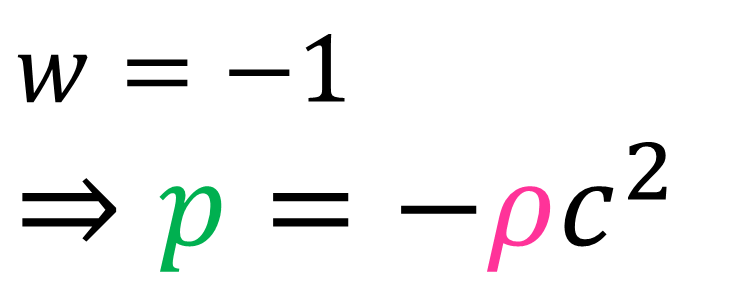 w = −1
⇒ p = −ρc²